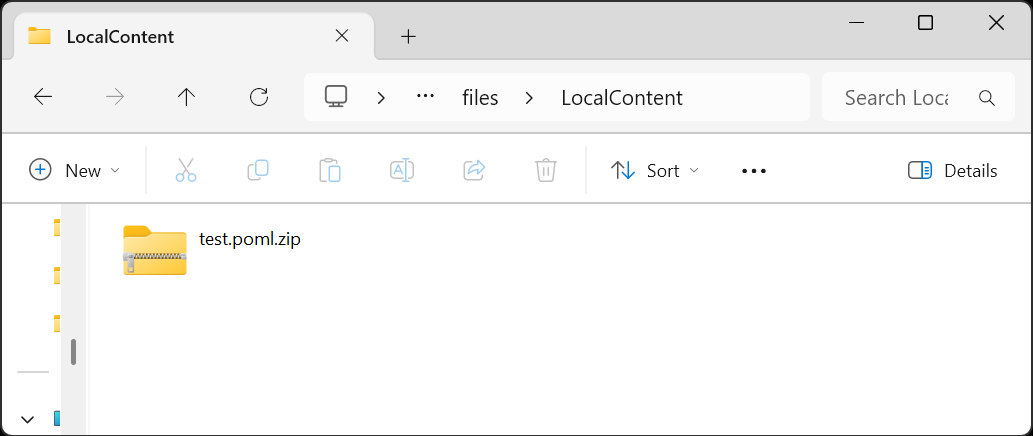 LocalContent
files
LocalContent
Search Loca
New
Sort
Details
test.poml.zip